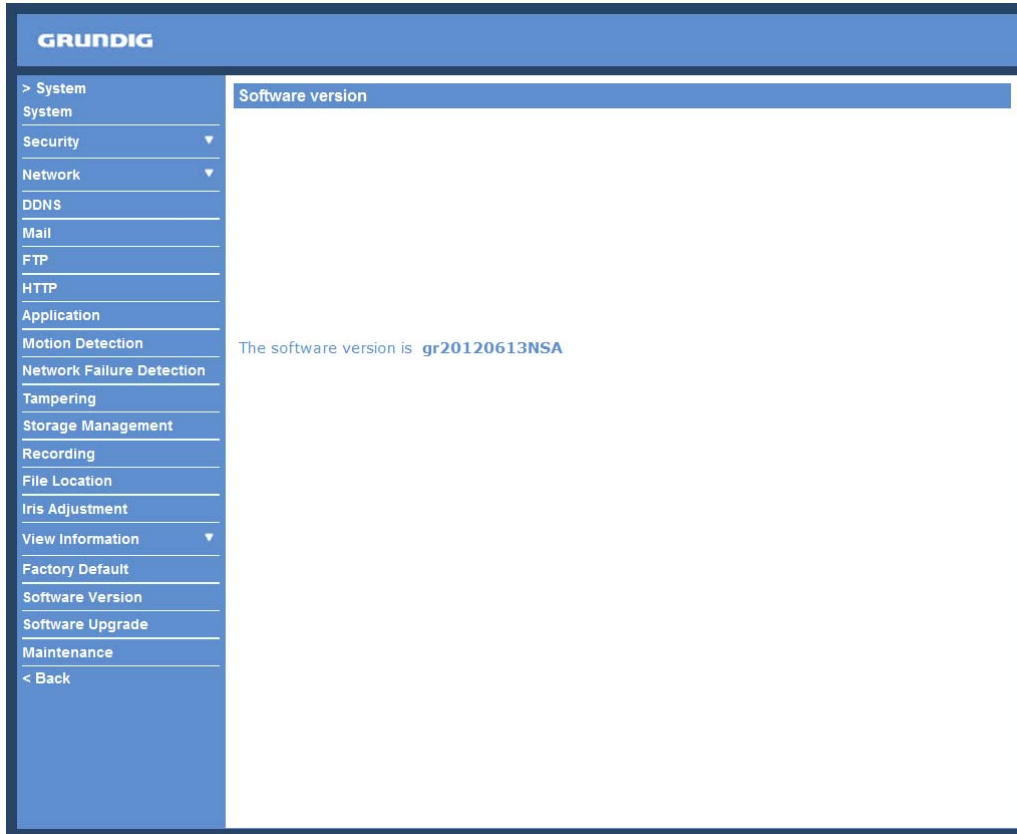 GRUNDIG
> System
System
Security
Network
DDNS
Mail
FTP
HTTP
Application
Motion Detection
Network Failure Detection
Tampering
Storage Management
Recording
File Location
Iris Adjustment
View Information
Factory Default
Software Version
Software Upgrade
Maintenance
< Back
Software version
The software version is gr20120613NSA